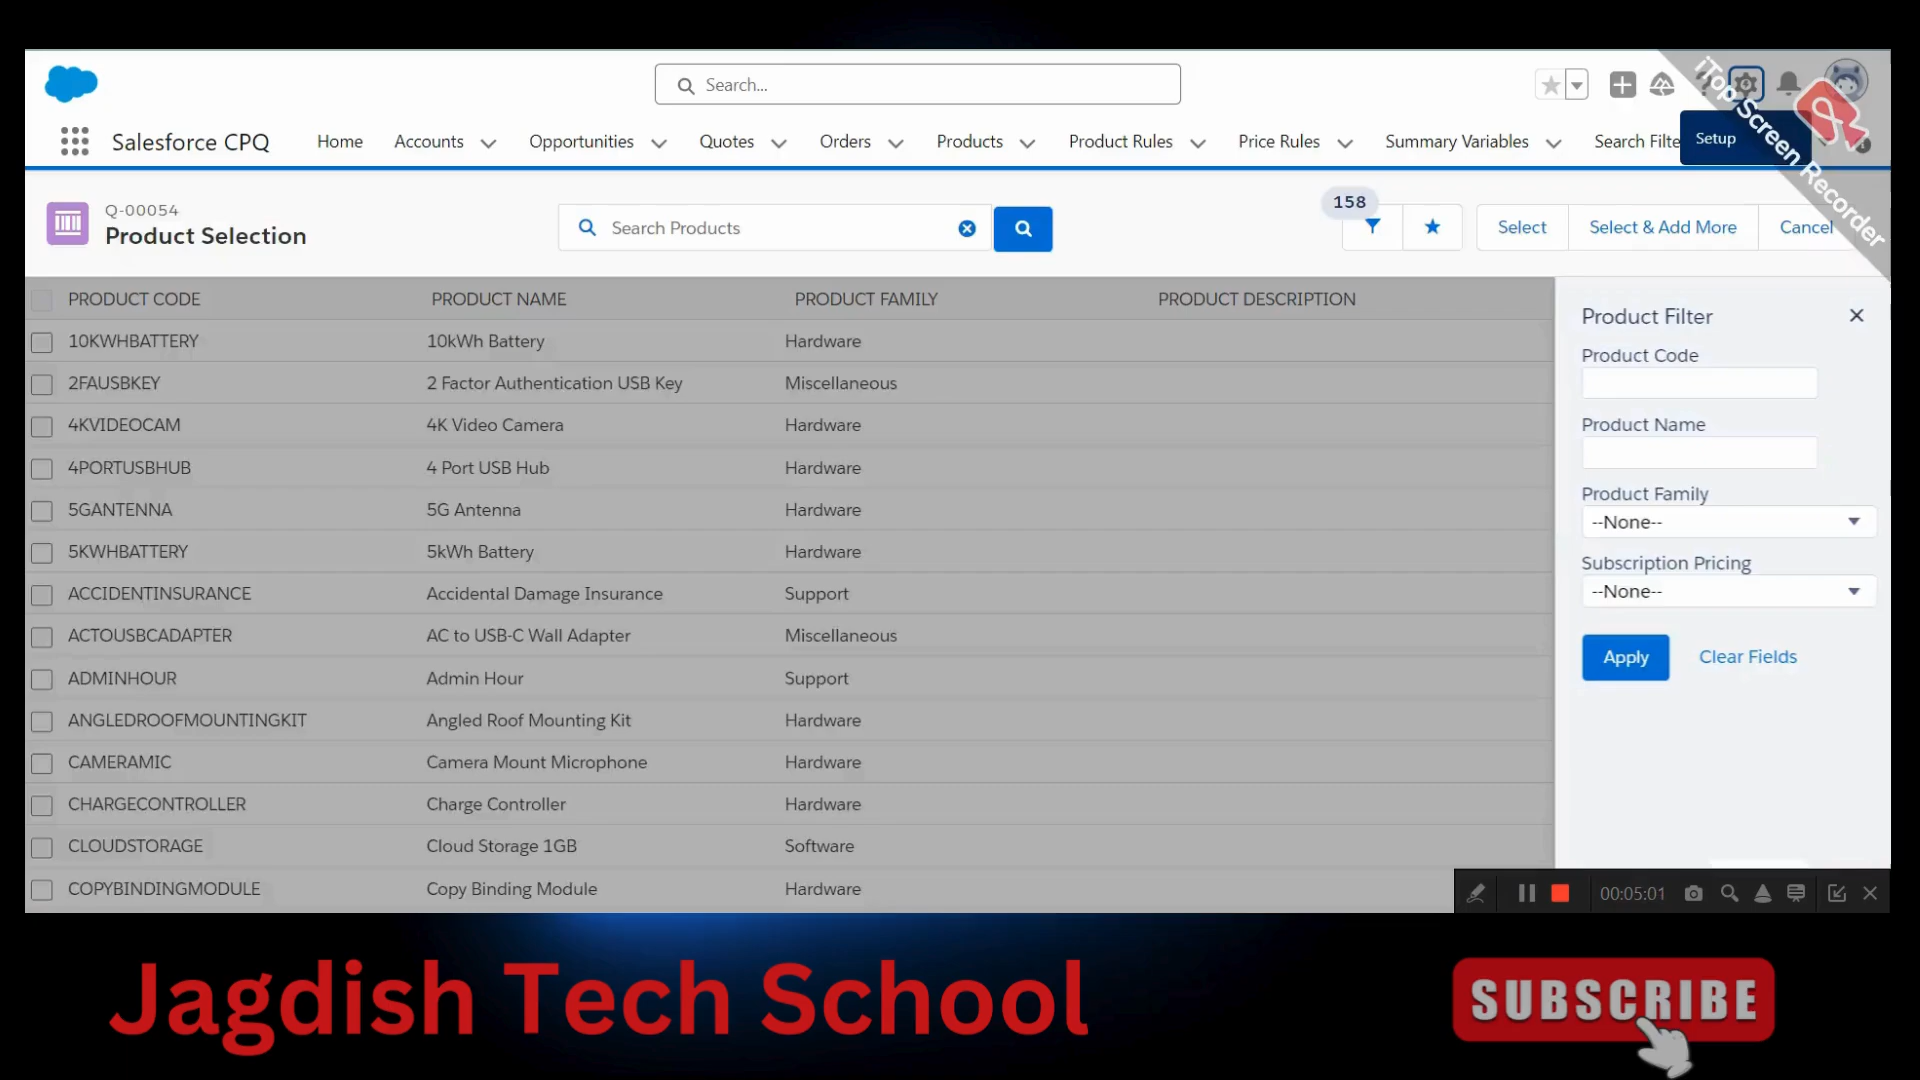 Search...
iTop Screen Recorder
Setup
Salesforce CPQ
Home
Accounts
Opportunities
Quotes
Orders
Products
Product Rules
Price Rules
Summary Variables
Search Filte
Q-00054
Product Selection
Search Products
158
Select
Select & Add More
Cancel
PRODUCT CODE PRODUCT NAME PRODUCT FAMILY PRODUCT DESCRIPTION
10KWHBATTERY 10kWh Battery Hardware
2FAUSBKEY 2 Factor Authentication USB Key Miscellaneous
4KVIDEOCAM 4K Video Camera Hardware
4PORTUSBHUB 4 Port USB Hub Hardware
5GANTENNA 5G Antenna Hardware
5KWHBATTERY 5kWh Battery Hardware
ACCIDENTINSURANCE Accidental Damage Insurance Support
ACTOUSBCADAPTER AC to USB-C Wall Adapter Miscellaneous
ADMINHOUR Admin Hour Support
ANGLEDROOFMOUNTINGKIT Angled Roof Mounting Kit Hardware
CAMERAMIC Camera Mount Microphone Hardware
CHARGECONTROLLER Charge Controller Hardware
CLOUDSTORAGE Cloud Storage 1GB Software
COPYBINDINGMODULE Copy Binding Module Hardware
Product Filter
Product Code
Product Name
Product Family
--None--
Subscription Pricing
--None--
Apply
Clear Fields
00:05:01
Jagdish Tech School
SUBSCRIBE